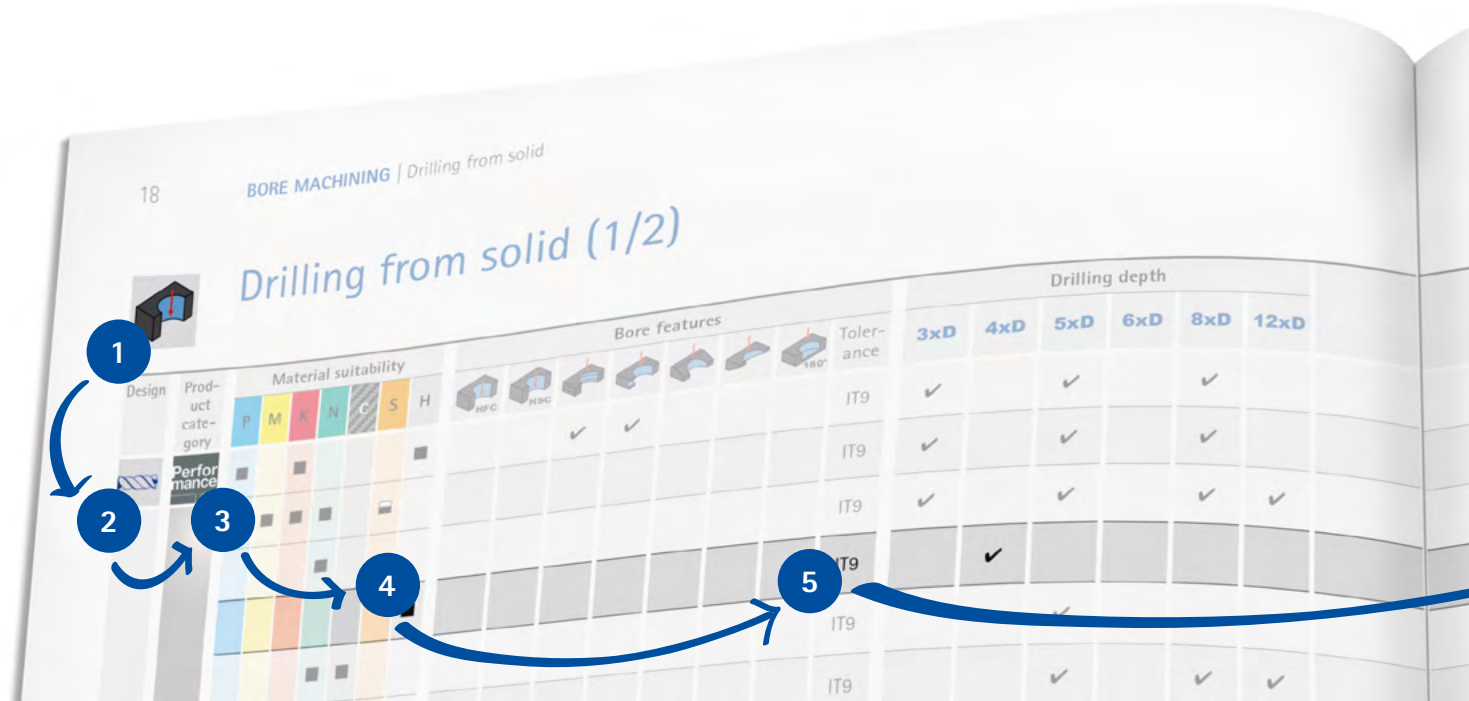 18
BORE MACHINING | Drilling from solid
Drilling from solid (1/2)
1
Design
Prod-
uct
cate-
gory
Material suitability
P M K N C S H
Bore features
HFC
HSC
180°
Toler-
ance
Drilling depth
3xD 4xD 5xD 6xD 8xD 12xD
Perfor
mance
IT9
IT9
IT9
2
3
4
5
IT9
IT9
IT9